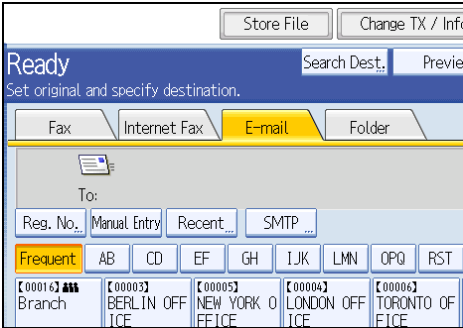 Store File
Change TX / Info
Ready
Search Dest.
Previe
Set original and specify destination.
Fax
Internet Fax
E-mail
Folder
To:
Reg. No.
Manual Entry
Recent
SMTP
Frequent
AB
CD
EF
GH
IJK
LMN
OPQ
RST
[00016]
Branch
[00003]
BERLIN OFF
ICE
[00005]
NEW YORK O
FFICE
[00004]
LONDON OFF
ICE
[00006]
TORONTO OF
FICE